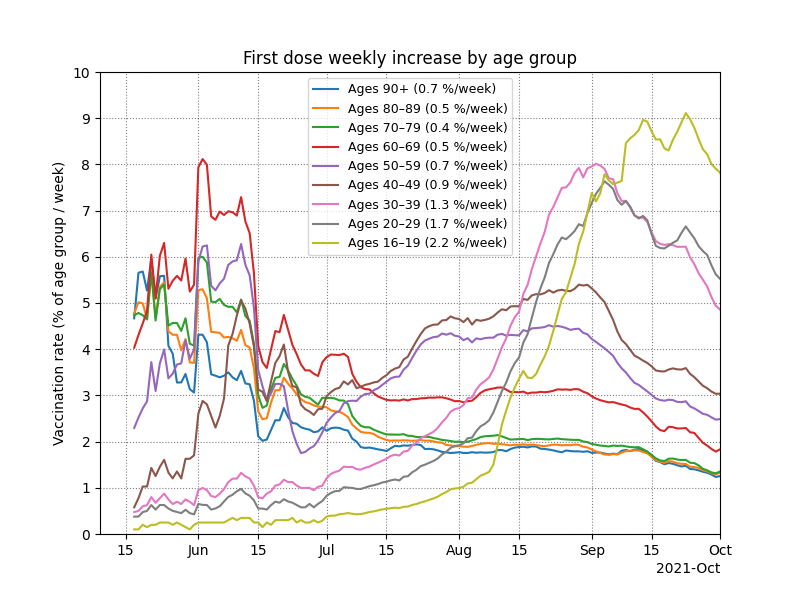 First dose weekly increase by age group
Vaccination rate (% of age group / week)
10
9
8
7
6
5
4
3
2
1
0
Ages 90+ (0.7 %/week)
Ages 80–89 (0.5 %/week)
Ages 70–79 (0.4 %/week)
Ages 60–69 (0.5 %/week)
Ages 50–59 (0.7 %/week)
Ages 40–49 (0.9 %/week)
Ages 30–39 (1.3 %/week)
Ages 20–29 (1.7 %/week)
Ages 16–19 (2.2 %/week)
15 Jun 15 Jul 15 Aug 15 Sep 15 Oct
2021-Oct